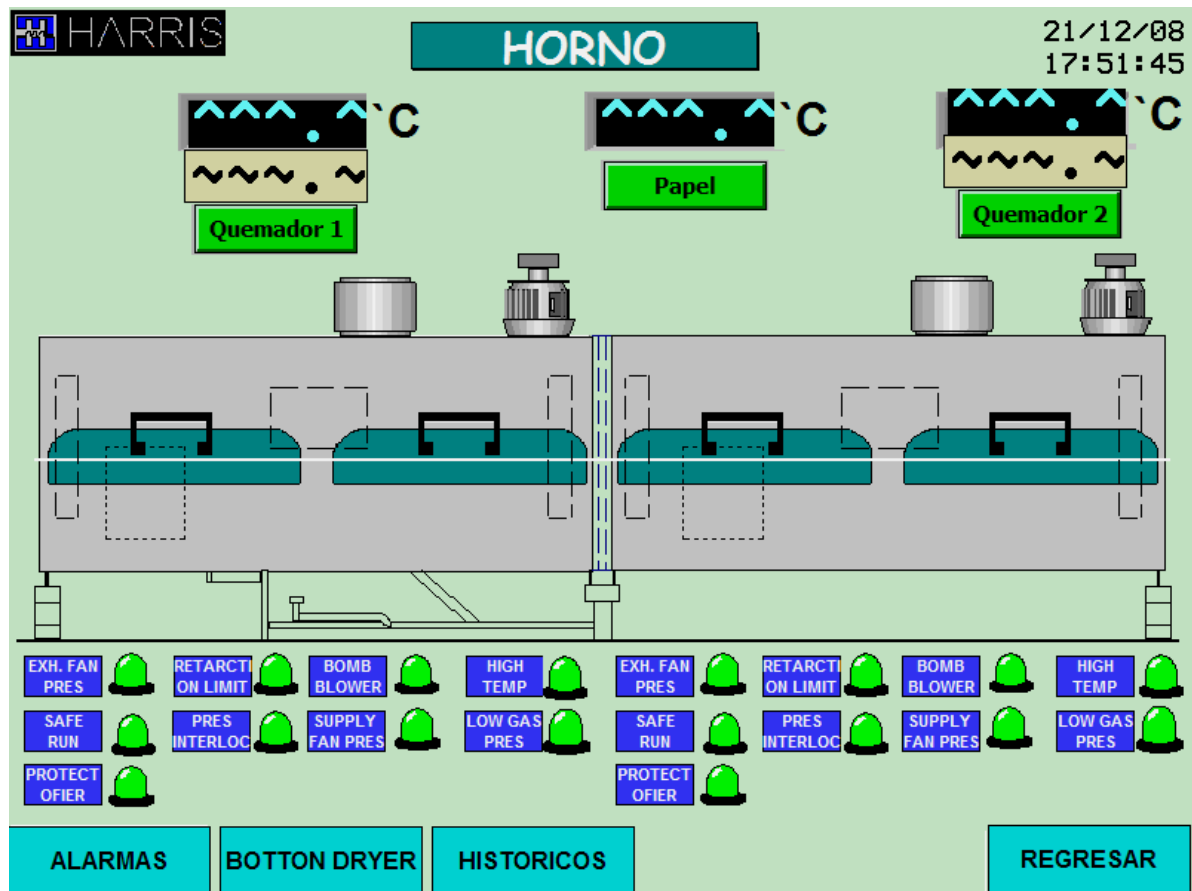 HARRIS
HORNO
21/12/08
17:51:45
^^^.^ `C
~~~.~
Quemador 1
^^^.^ `C
Papel
^^^.^ `C
~~~.~
Quemador 2
EXH. FAN
PRES
RETARCTI
ON LIMIT
BOMB
BLOWER
HIGH
TEMP
EXH. FAN
PRES
RETARCTI
ON LIMIT
BOMB
BLOWER
HIGH
TEMP
SAFE
RUN
PRES
INTERLOC
SUPPLY
FAN PRES
LOW GAS
PRES
SAFE
RUN
PRES
INTERLOC
SUPPLY
FAN PRES
LOW GAS
PRES
PROTECT
OFIER
PROTECT
OFIER
ALARMAS
BOTTON DRYER
HISTORICOS
REGRESAR